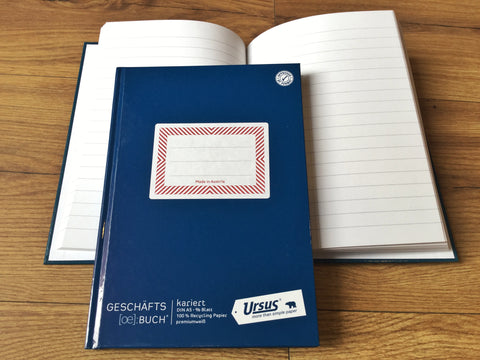 Made in Austria
GESCHÄFTS
[œ]:BUCH+
kariert
DIN A5 · 96 Blatt
100 % Recycling Papier
premiumweiß
Ursus®
more than simple paper